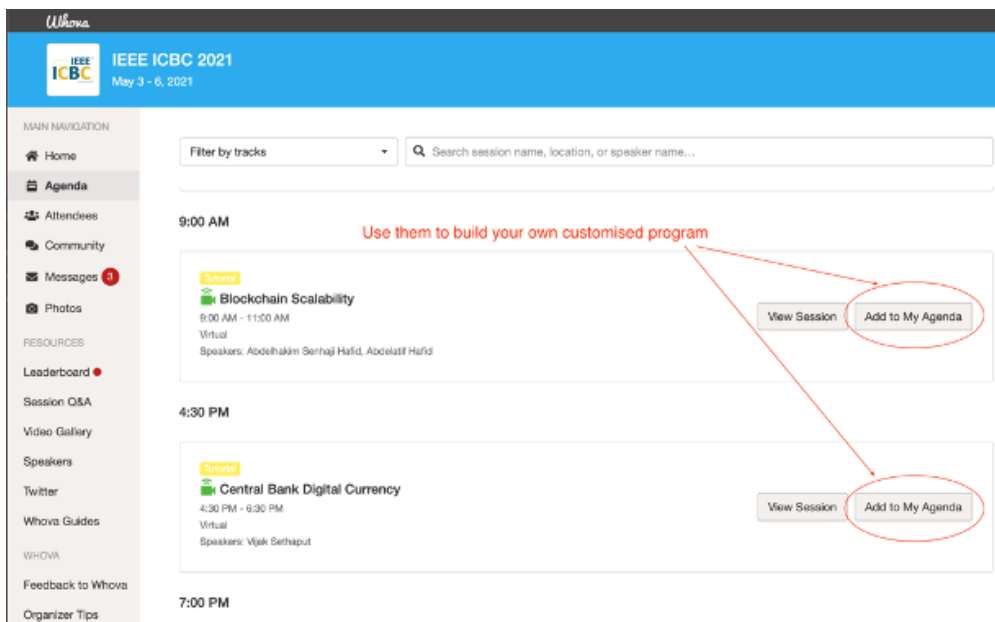 Whova
IEEE
ICBC
IEEE ICBC 2021
May 3 - 6, 2021
MAIN NAVIGATION
Home
Agenda
Attendees
Community
Messages 3
Photos
RESOURCES
Leaderboard
Session Q&A
Video Gallery
Speakers
Twitter
Whova Guides
WHOVA
Feedback to Whova
Organizer Tips
Filter by tracks
Search session name, location, or speaker name...
9:00 AM
Use them to build your own customised program
Tutorial
Blockchain Scalability
9:00 AM - 11:00 AM
Virtual
Speakers: Abdelhakim Senhaji Hafid, Abdelatif Hafid
View Session
Add to My Agenda
4:30 PM
Tutorial
Central Bank Digital Currency
4:30 PM - 6:30 PM
Virtual
Speakers: Vijak Sethaput
View Session
Add to My Agenda
7:00 PM